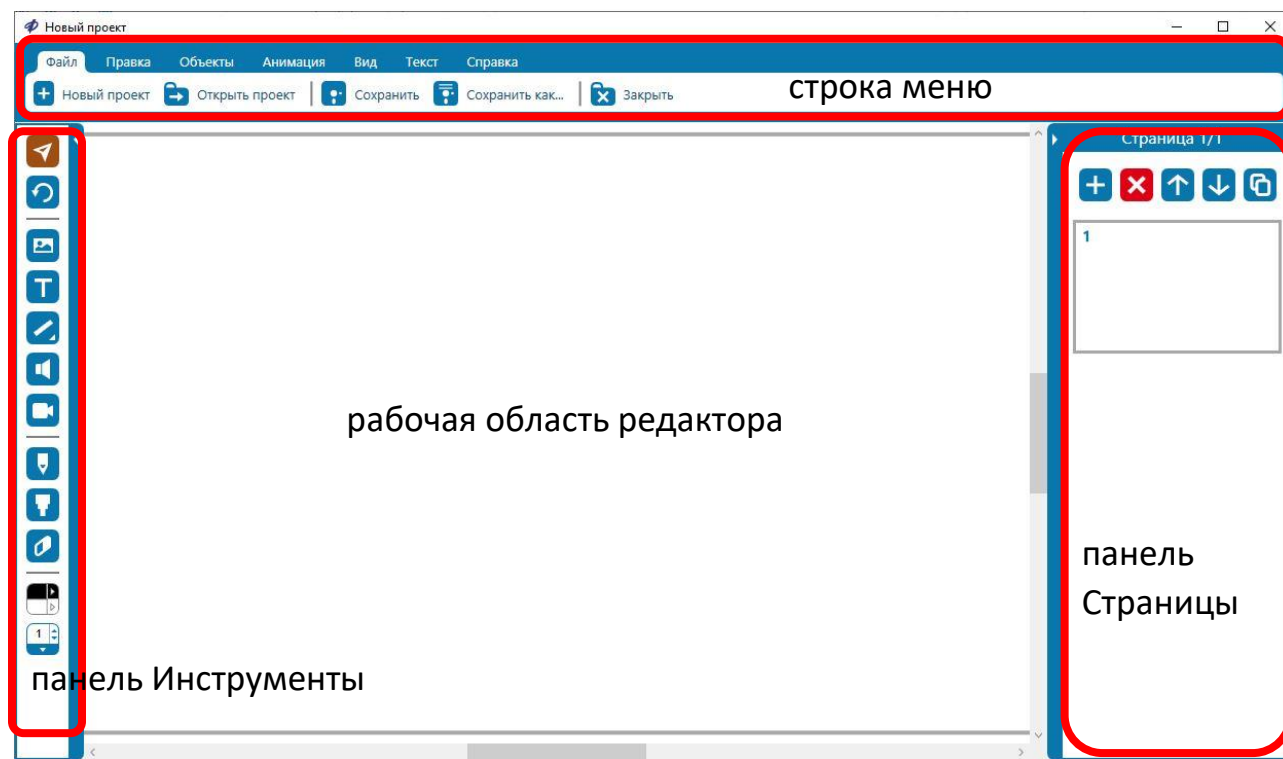 Новый проект
Файл Правка Объекты Анимация Вид Текст Справка
Новый проект Открыть проект Сохранить Сохранить как... Закрыть
строка меню
Страница 1/1
1
рабочая область редактора
панель
Страницы
1
панель Инструменты